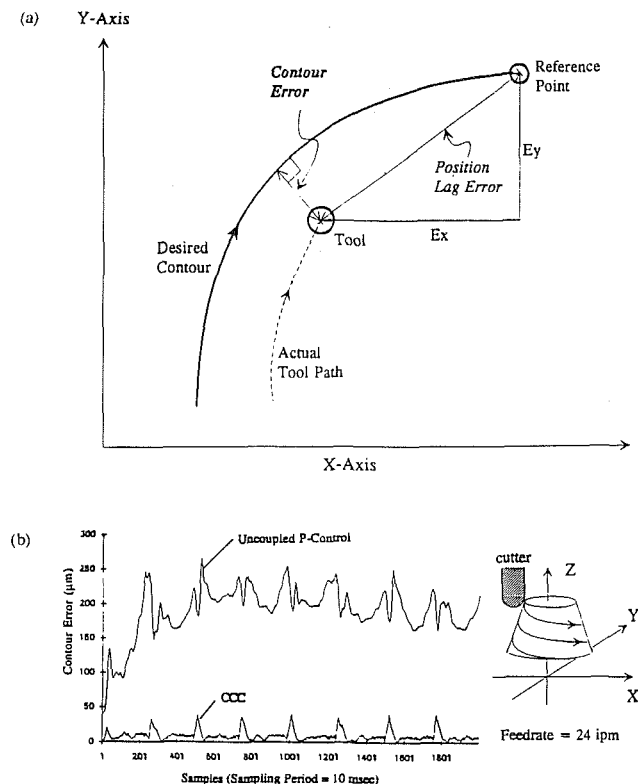 (a)
Y-Axis
Contour
Error
Reference
Point
Ey
Position
Lag Error
Ex
Tool
Desired
Contour
Actual
Tool Path
X-Axis
(b)
300
250
200
150
100
50
0
Contour Error (µm)
Uncoupled P-Control
CCC
1 201 401 601 801 1001 1201 1401 1601 1801
Samples (Sampling Period = 10 msec)
cutter
Z
Y
X
Feedrate = 24 ipm